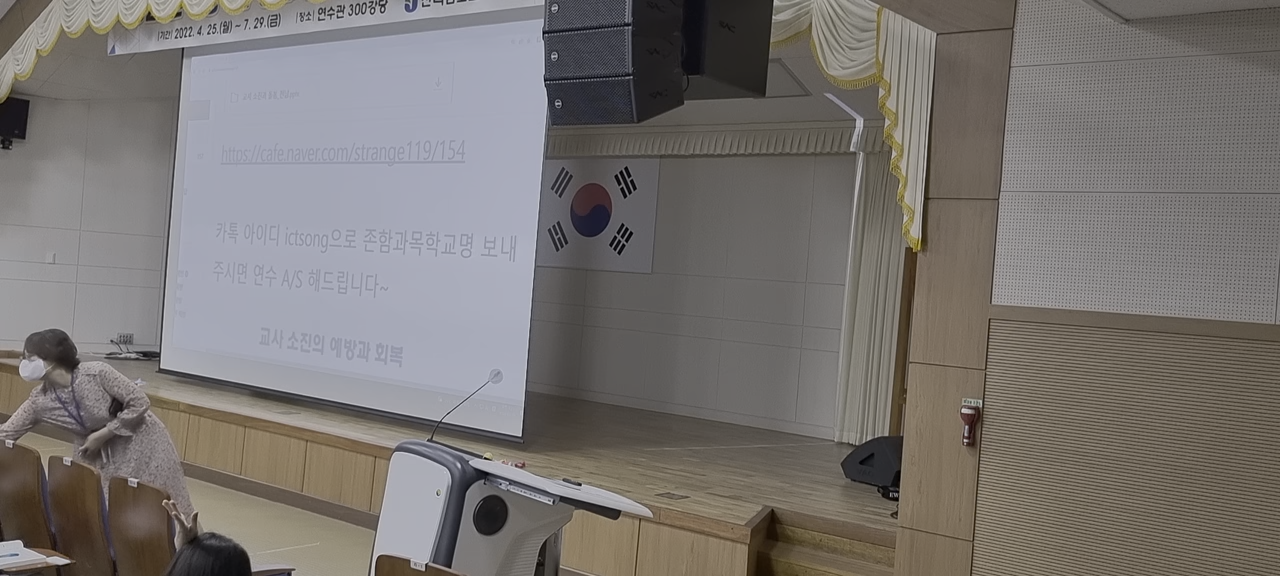 (기간) 2022. 4. 25.(월) ~ 7. 29.(금) | 장소 | 연수관 300강당
https://cafe.naver.com/strange119/154
카톡 아이디 ictsong으로 존함과목학교명 보내
주시면 연수 A/S 해드립니다~
교사 소진의 예방과 회복